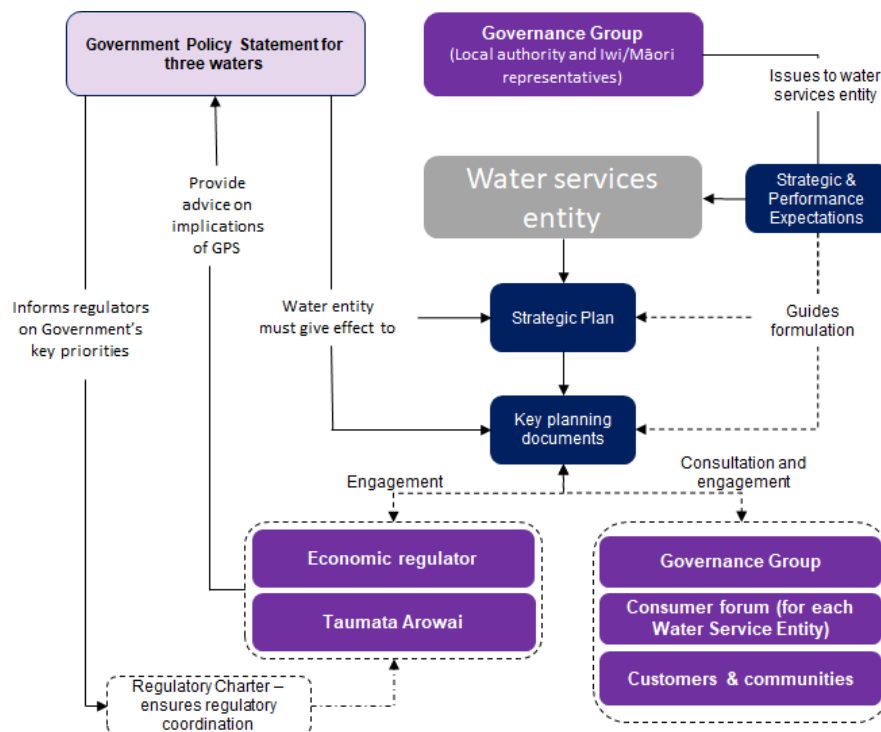 Government Policy Statement for
three waters
Governance Group
(Local authority and Iwi/Māori
representatives)
Issues to water
services entity
Provide
advice on
implications
of GPS
Water services
entity
Strategic &
Performance
Expectations
Informs regulators
on Government's
key priorities
Water entity
must give effect to
Strategic Plan
Guides
formulation
Key planning
documents
Engagement
Consultation and
engagement
Economic regulator
Taumata Arowai
Governance Group
Consumer forum (for each
Water Service Entity)
Customers & communities
Regulatory Charter –
ensures regulatory
coordination